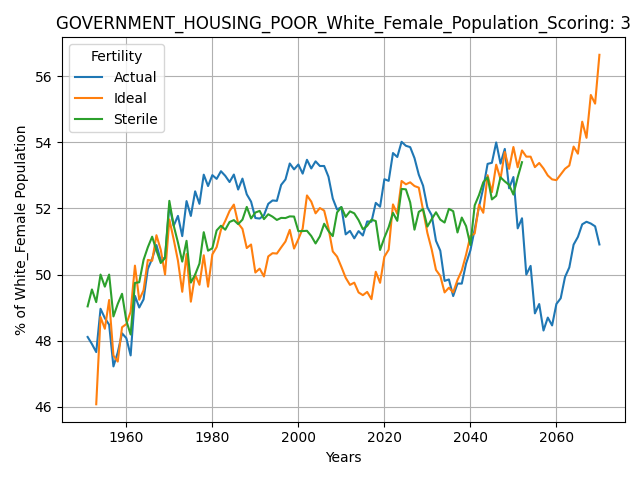 GOVERNMENT_HOUSING_POOR_White_Female_Population_Scoring: 3
Fertility
Actual
Ideal
Sterile
% of White_Female Population
56
54
52
50
48
46
1960
1980
2000
2020
2040
2060
Years